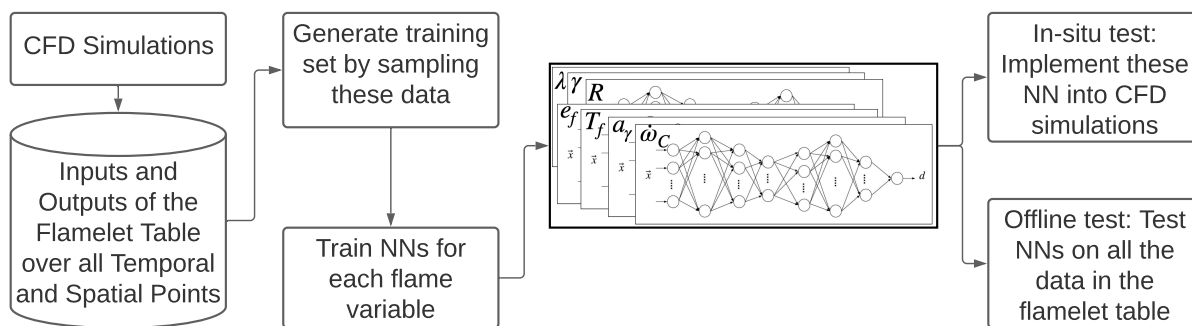 CFD Simulations
Inputs and
Outputs of the
Flamelet Table
over all Temporal
and Spatial Points
Generate training
set by sampling
these data
Train NNs for
each flame
variable
λ γ R
e_f T_f a_γ ω̇_C
x⃗ x⃗ x⃗ x⃗ d
In-situ test:
Implement these
NN into CFD
simulations
Offline test: Test
NNs on all the
data in the
flamelet table